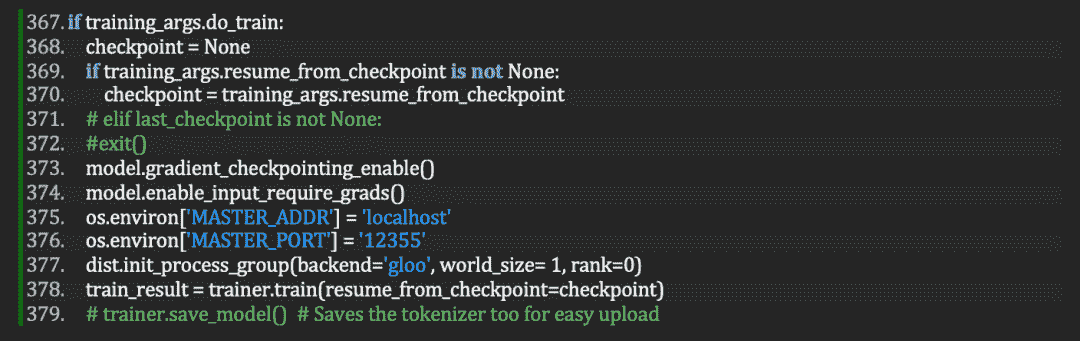 367. if training_args.do_train:
368.     checkpoint = None
369.     if training_args.resume_from_checkpoint is not None:
370.         checkpoint = training_args.resume_from_checkpoint
371.     # elif last_checkpoint is not None:
372.     #exit()
373.     model.gradient_checkpointing_enable()
374.     model.enable_input_require_grads()
375.     os.environ['MASTER_ADDR'] = 'localhost'
376.     os.environ['MASTER_PORT'] = '12355'
377.     dist.init_process_group(backend='gloo', world_size= 1, rank=0)
378.     train_result = trainer.train(resume_from_checkpoint=checkpoint)
379.     # trainer.save_model()  # Saves the tokenizer too for easy upload